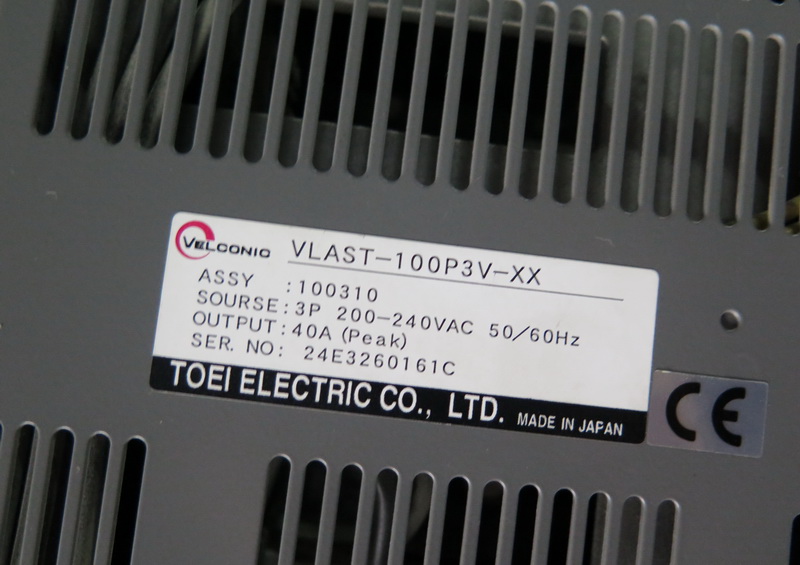 VELCONIC VLAST-100P3V-XX
ASSY :100310
SOURSE:3P 200-240VAC 50/60Hz
OUTPUT:40A (Peak)
SER. NO: 24E3260161C
TOEI ELECTRIC CO., LTD. MADE IN JAPAN
CE